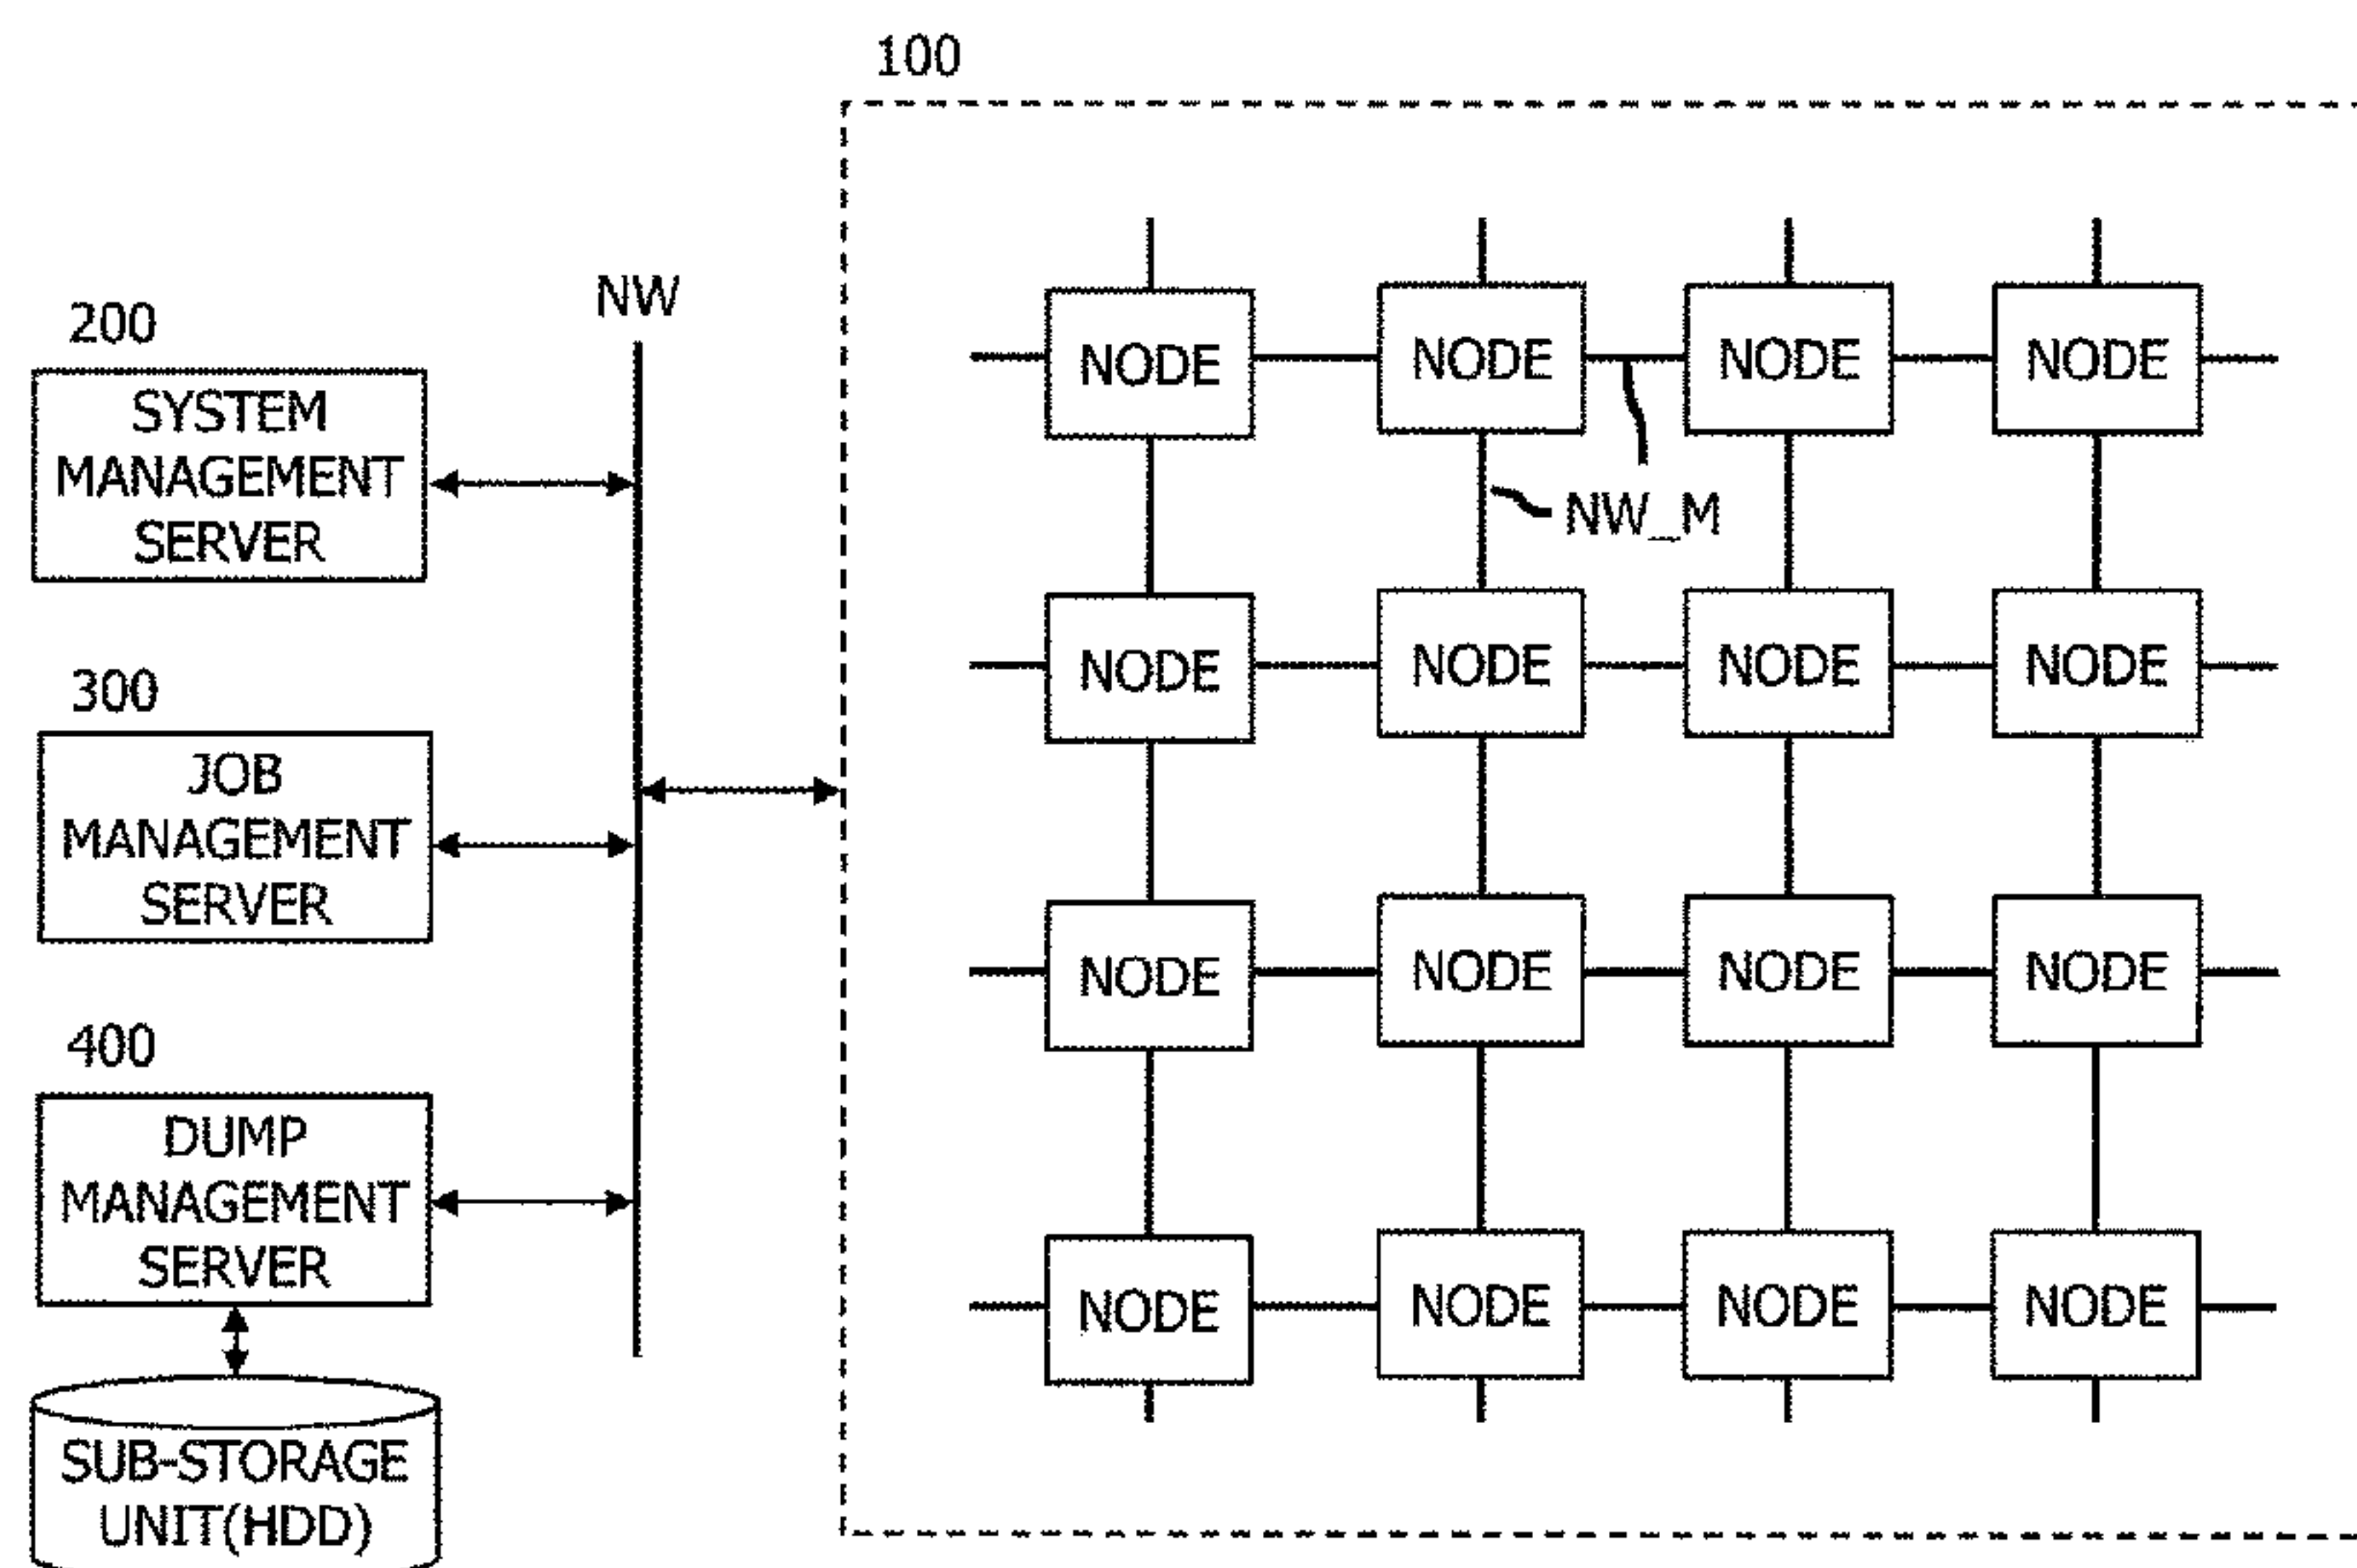 100
NW
200
SYSTEM
MANAGEMENT
SERVER
300
JOB
MANAGEMENT
SERVER
400
DUMP
MANAGEMENT
SERVER
SUB-STORAGE
UNIT(HDD)
NODE NODE NODE NODE
NW_M
NODE NODE NODE NODE
NODE NODE NODE NODE
NODE NODE NODE NODE